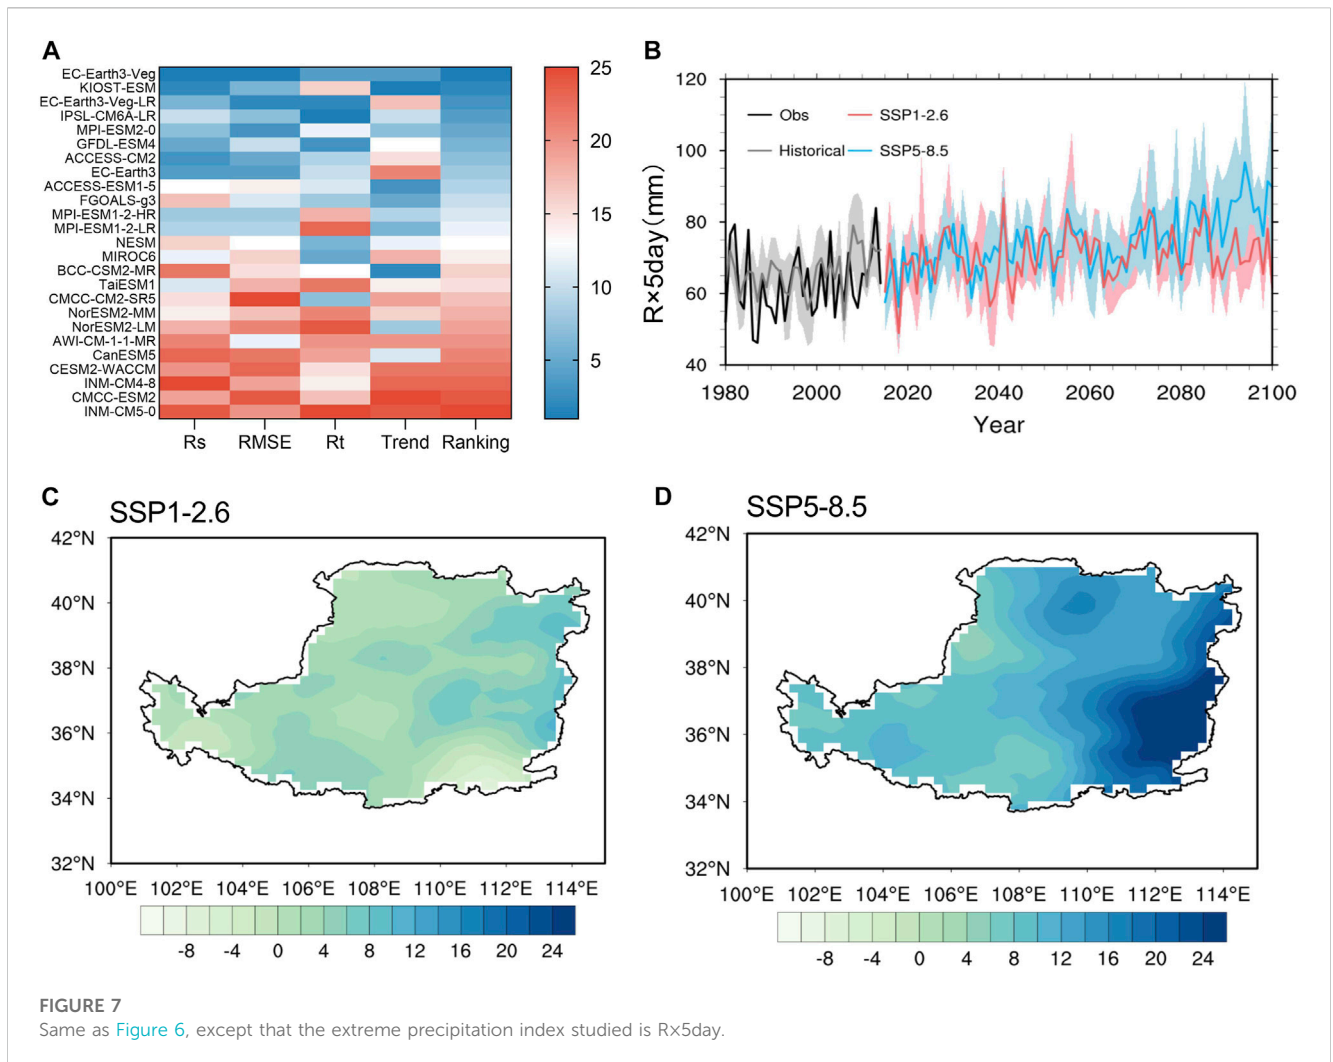 A
EC-Earth3-Veg
KIOST-ESM
EC-Earth3-Veg-LR
IPSL-CM6A-LR
MPI-ESM2-0
GFDL-ESM4
ACCESS-CM2
EC-Earth3
ACCESS-ESM1-5
FGOALS-g3
MPI-ESM1-2-HR
MPI-ESM1-2-LR
NESM
MIROC6
BCC-CSM2-MR
TaiESM1
CMCC-CM2-SR5
NorESM2-MM
NorESM2-LM
AWI-CM-1-1-MR
CanESM5
CESM2-WACCM
INM-CM4-8
CMCC-ESM2
INM-CM5-0
Rs RMSE Rt Trend Ranking
25
20
15
10
5
B
120
100
80
60
40
R×5day(mm)
Obs SSP1-2.6
Historical SSP5-8.5
1980 2000 2020 2040 2060 2080 2100
Year
C
SSP1-2.6
42°N
40°N
38°N
36°N
34°N
32°N
100°E 102°E 104°E 106°E 108°E 110°E 112°E 114°E
-8 -4 0 4 8 12 16 20 24
D
SSP5-8.5
42°N
40°N
38°N
36°N
34°N
32°N
100°E 102°E 104°E 106°E 108°E 110°E 112°E 114°E
-8 -4 0 4 8 12 16 20 24
FIGURE 7
Same as Figure 6, except that the extreme precipitation index studied is R×5day.